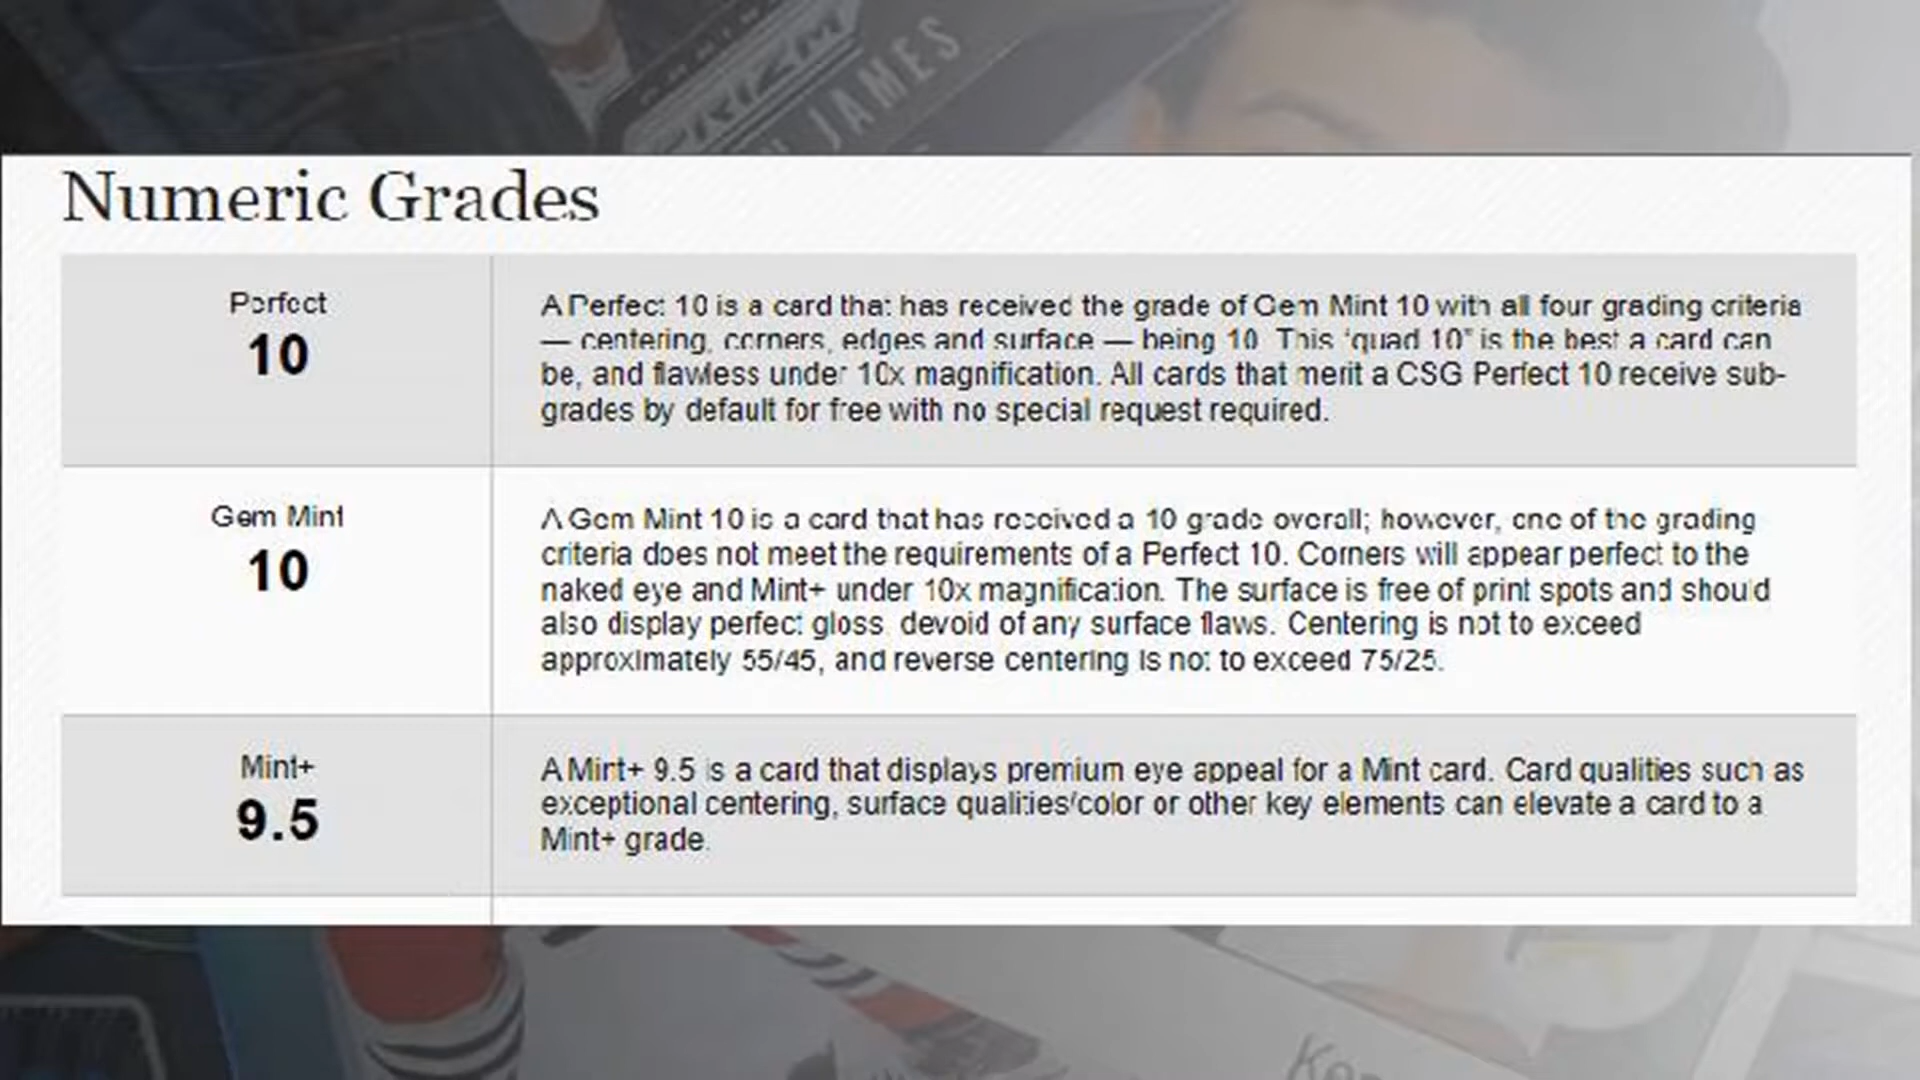 PRIZM
JAMES
Numeric Grades
Perfect
10
A Perfect 10 is a card that has received the grade of Gem Mint 10 with all four grading criteria
— centering, corners, edges and surface — being 10. This “quad 10” is the best a card can
be, and flawless under 10x magnification. All cards that merit a CSG Perfect 10 receive sub-
grades by default for free with no special request required.
Gem Mint
10
A Gem Mint 10 is a card that has received a 10 grade overall; however, one of the grading
criteria does not meet the requirements of a Perfect 10. Corners will appear perfect to the
naked eye and Mint+ under 10x magnification. The surface is free of print spots and should
also display perfect gloss, devoid of any surface flaws. Centering is not to exceed
approximately 55/45, and reverse centering is not to exceed 75/25.
Mint+
9.5
A Mint+ 9.5 is a card that displays premium eye appeal for a Mint card. Card qualities such as
exceptional centering, surface qualities/color or other key elements can elevate a card to a
Mint+ grade.